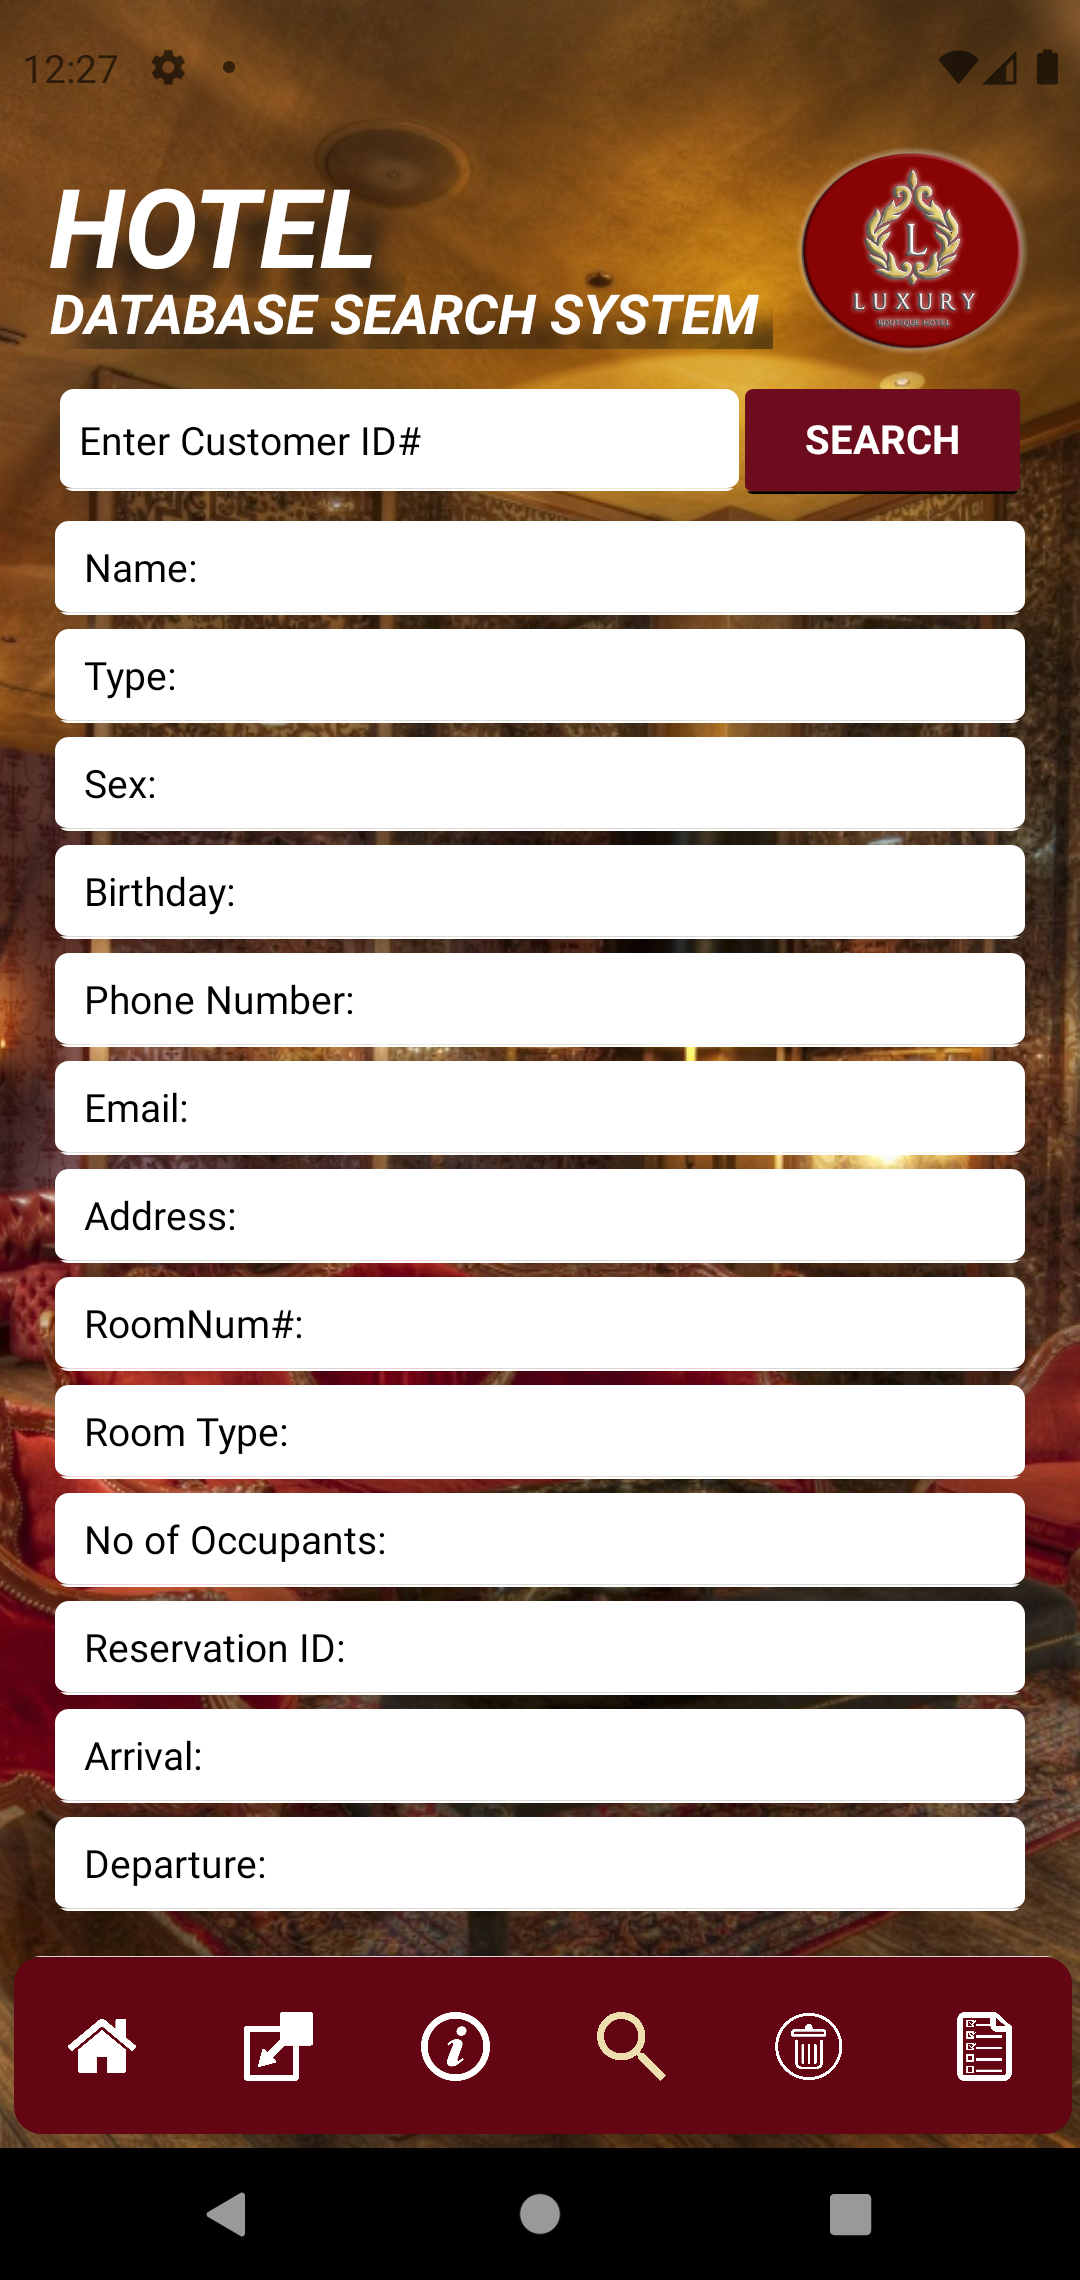 12:27
HOTEL
DATABASE SEARCH SYSTEM
L
LUXURY
BOUTIQUE HOTEL
Enter Customer ID#
SEARCH
Name:
Type:
Sex:
Birthday:
Phone Number:
Email:
Address:
RoomNum#:
Room Type:
No of Occupants:
Reservation ID:
Arrival:
Departure: